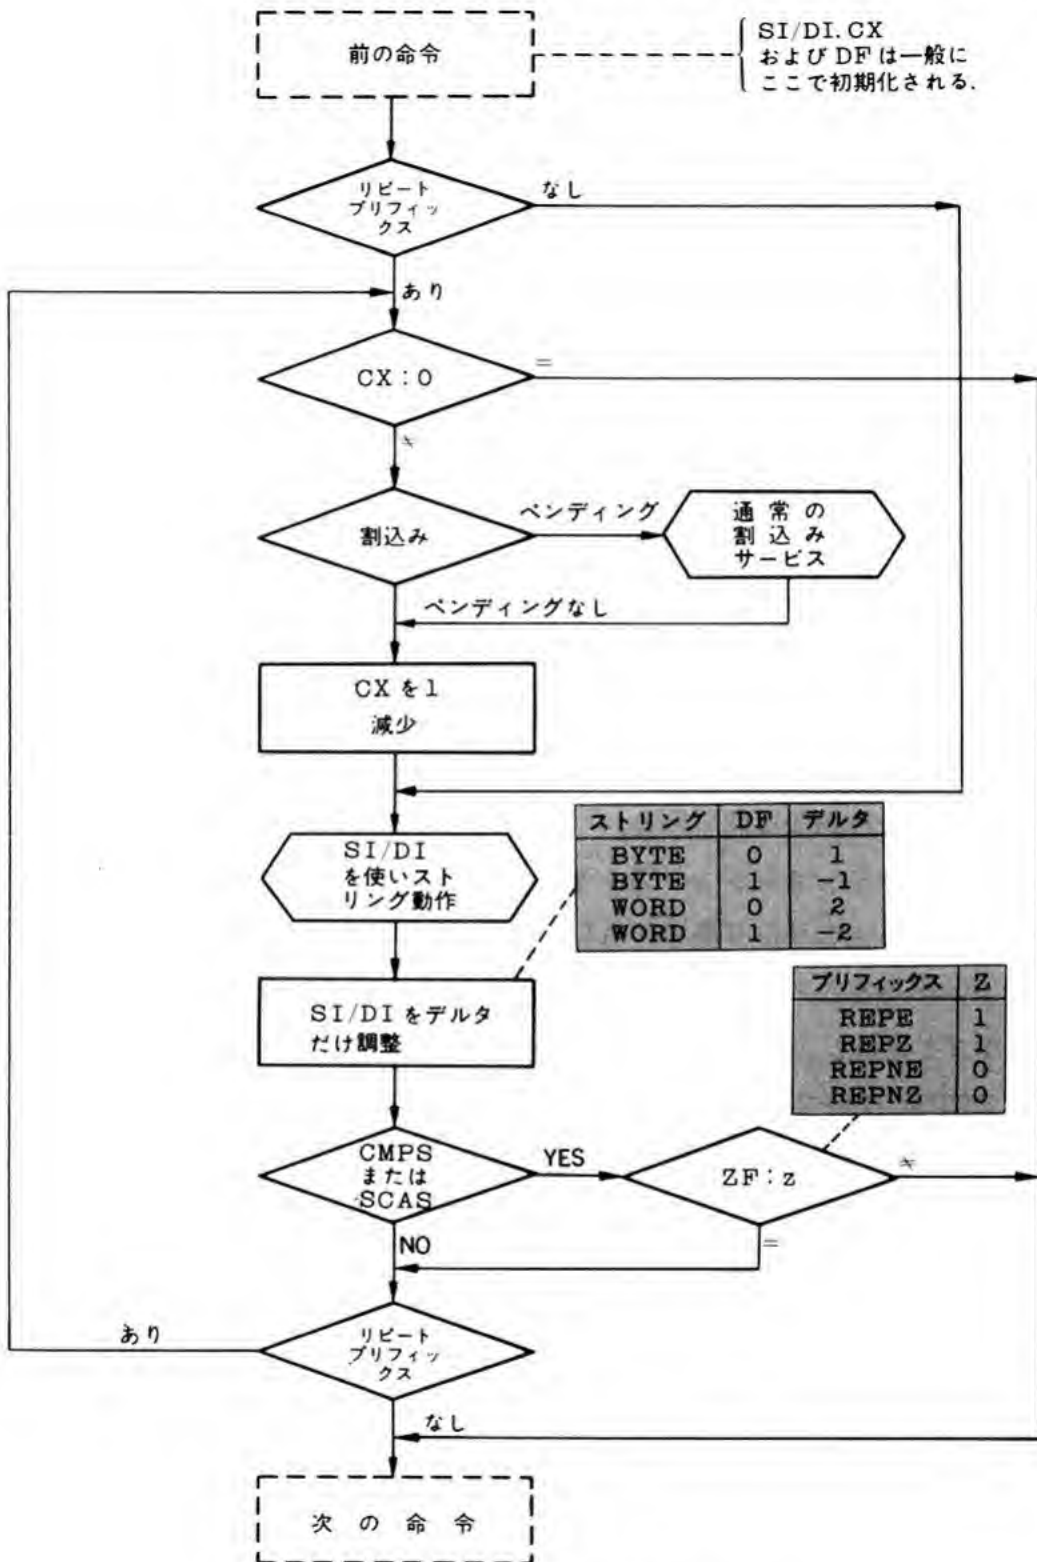 前の命令
SI/DI.CX
および DF は一般に
ここで初期化される.
リピート
プリフィッ
クス
なし
あり
CX:0
=
≠
割込み
ペンディング
通常の
割込み
サービス
ペンディングなし
CX を 1
減少
SI/DI
を使いスト
リング動作
ストリング DF デルタ
BYTE 0 1
BYTE 1 -1
WORD 0 2
WORD 1 -2
SI/DI をデルタ
だけ調整
プリフィックス Z
REPE 1
REPZ 1
REPNE 0
REPNZ 0
CMPS
または
SCAS
YES
ZF:z
≠
NO
=
リピート
プリフィッ
クス
あり
なし
次の命令